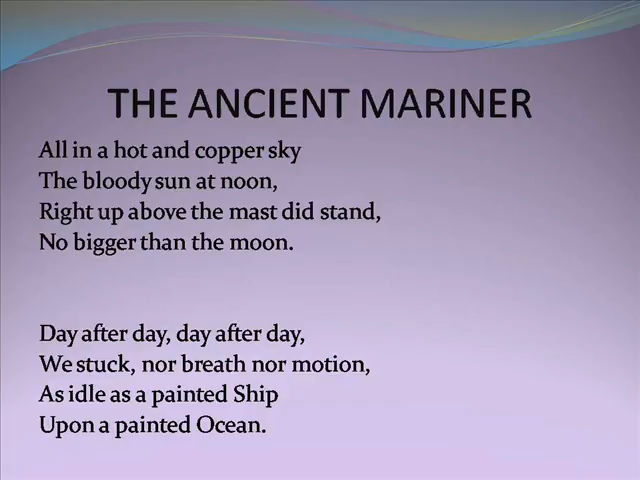 THE ANCIENT MARINER
All in a hot and copper sky
The bloody sun at noon,
Right up above the mast did stand,
No bigger than the moon.
Day after day, day after day,
We stuck, nor breath nor motion,
As idle as a painted Ship
Upon a painted Ocean.